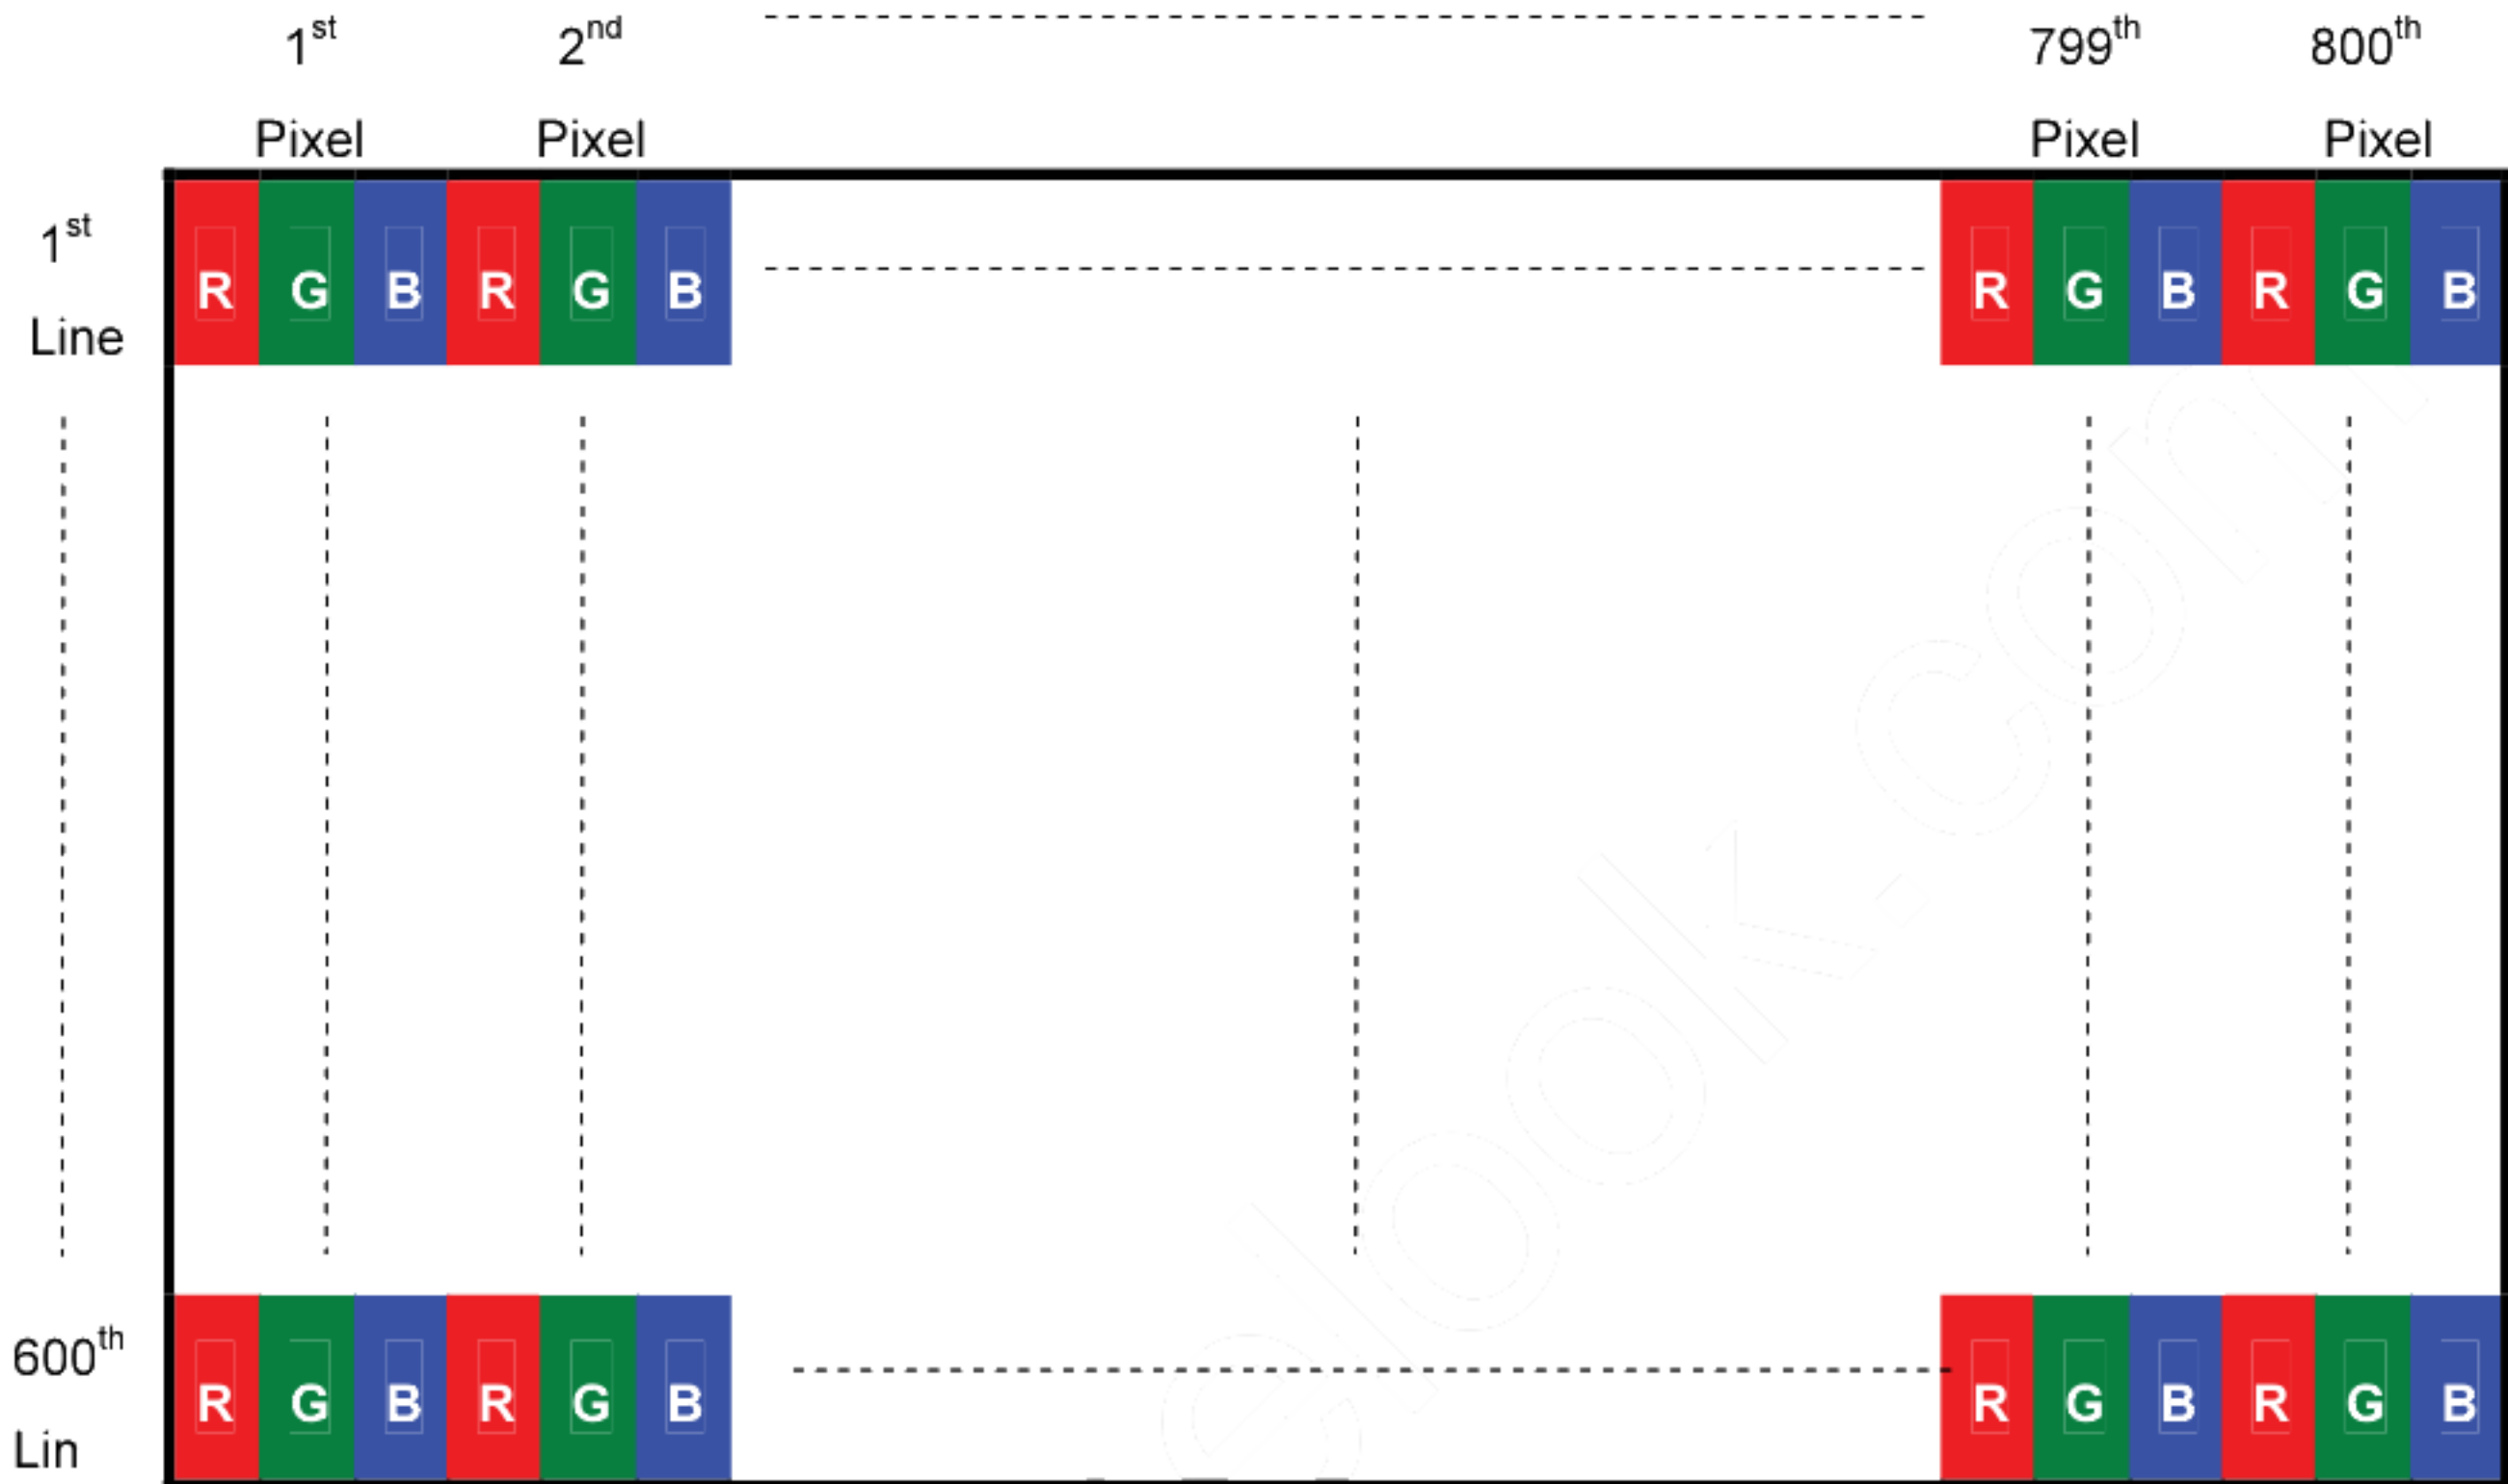 1st 2nd 799th 800th
Pixel Pixel Pixel Pixel
1st
Line
R G B R G B R G B R G B
600th
Lin
R G B R G B R G B R G B